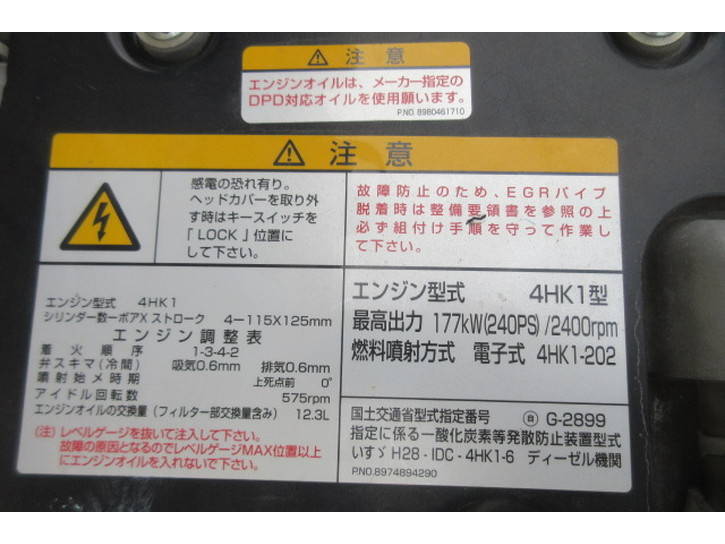 ⚠ 注意
エンジンオイルは、メーカー指定の
DPD対応オイルを使用願います。
P.NO. 8980461710
⚠ 注意
感電の恐れ有り。
ヘッドカバーを取り外
す時はキースイッチを
「LOCK」位置に
して下さい。
故障防止のため、EGRパイプ
脱着時は整備要領書を参照の上
必ず組付け手順を守って作業し
て下さい。
エンジン型式 4HK1
シリンダー数ーボアXストローク 4－115X125mm
エンジン調整表
着火順序 1-3-4-2
弁スキマ(冷間) 吸気0.6mm 排気0.6mm
噴射始メ時期 上死点前 0°
アイドル回転数 575rpm
エンジンオイルの交換量 (フィルター部交換量含み) 12.3L
(注) レベルゲージを抜いて注入して下さい。
故障の原因となるのでレベルゲージMAX位置以上
にエンジンオイルを入れないで下さい。
エンジン型式 4HK1型
最高出力 177kW(240PS) /2400rpm
燃料噴射方式 電子式 4HK1-202
国土交通省型式指定番号 ㊐ G-2899
指定に係る一酸化炭素等発散防止装置型式
いすゞ H28 - IDC - 4HK1-6 ディーゼル機関
P.NO.8974894290